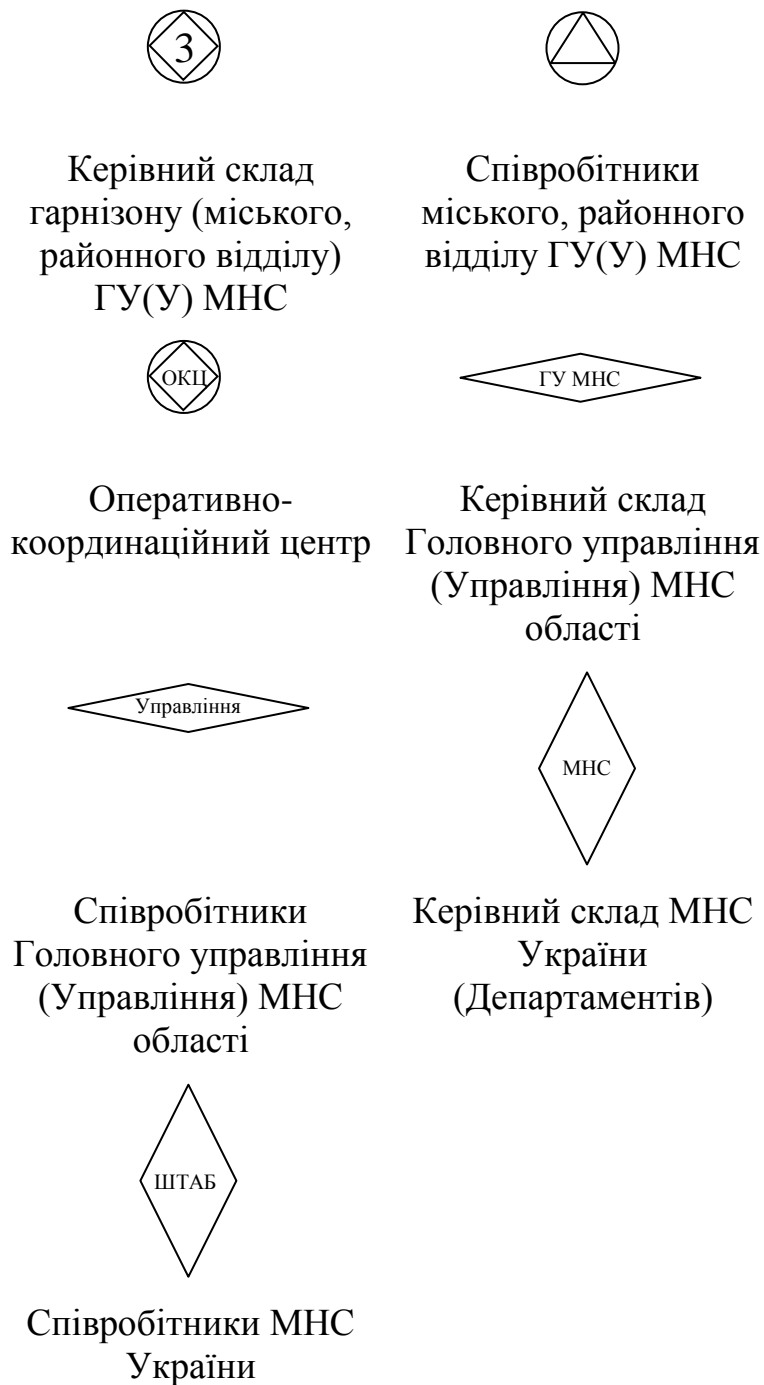 3
Керівний склад
гарнізону (міського,
районного відділу)
ГУ(У) МНС
Співробітники
міського, районного
відділу ГУ(У) МНС
ОКЦ
Оперативно-
координаційний центр
ГУ МНС
Керівний склад
Головного управління
(Управління) МНС
області
Управління
Співробітники
Головного управління
(Управління) МНС
області
МНС
Керівний склад МНС
України
(Департаментів)
ШТАБ
Співробітники МНС
України